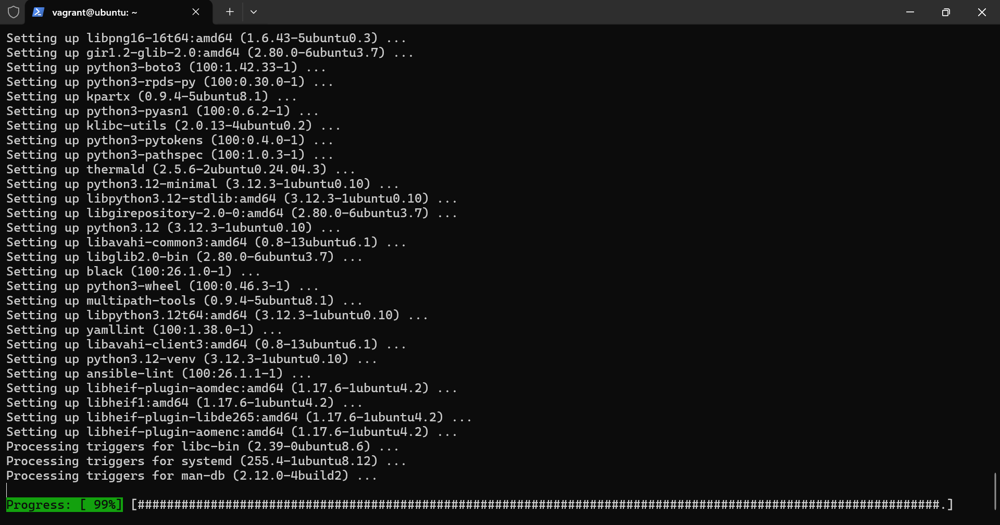 vagrant@ubuntu: ~
Setting up libpng16-16t64:amd64 (1.6.43-5ubuntu0.3) ...
Setting up gir1.2-glib-2.0:amd64 (2.80.0-6ubuntu3.7) ...
Setting up python3-boto3 (100:1.42.33-1) ...
Setting up python3-rpds-py (100:0.30.0-1) ...
Setting up kpartx (0.9.4-5ubuntu8.1) ...
Setting up python3-pyasn1 (100:0.6.2-1) ...
Setting up klibc-utils (2.0.13-4ubuntu0.2) ...
Setting up python3-pytokens (100:0.4.0-1) ...
Setting up python3-pathspec (100:1.0.3-1) ...
Setting up thermald (2.5.6-2ubuntu0.24.04.3) ...
Setting up python3.12-minimal (3.12.3-1ubuntu0.10) ...
Setting up libpython3.12-stdlib:amd64 (3.12.3-1ubuntu0.10) ...
Setting up libgirepository-2.0-0:amd64 (2.80.0-6ubuntu3.7) ...
Setting up python3.12 (3.12.3-1ubuntu0.10) ...
Setting up libavahi-common3:amd64 (0.8-13ubuntu6.1) ...
Setting up libglib2.0-bin (2.80.0-6ubuntu3.7) ...
Setting up black (100:26.1.0-1) ...
Setting up python3-wheel (100:0.46.3-1) ...
Setting up multipath-tools (0.9.4-5ubuntu8.1) ...
Setting up libpython3.12t64:amd64 (3.12.3-1ubuntu0.10) ...
Setting up yamllint (100:1.38.0-1) ...
Setting up libavahi-client3:amd64 (0.8-13ubuntu6.1) ...
Setting up python3.12-venv (3.12.3-1ubuntu0.10) ...
Setting up ansible-lint (100:26.1.1-1) ...
Setting up libheif-plugin-aomdec:amd64 (1.17.6-1ubuntu4.2) ...
Setting up libheif1:amd64 (1.17.6-1ubuntu4.2) ...
Setting up libheif-plugin-libde265:amd64 (1.17.6-1ubuntu4.2) ...
Setting up libheif-plugin-aomenc:amd64 (1.17.6-1ubuntu4.2) ...
Processing triggers for libc-bin (2.39-0ubuntu8.6) ...
Processing triggers for systemd (255.4-1ubuntu8.12) ...
Processing triggers for man-db (2.12.0-4build2) ...
Progress: [ 99%] [##############################################################################################################.]